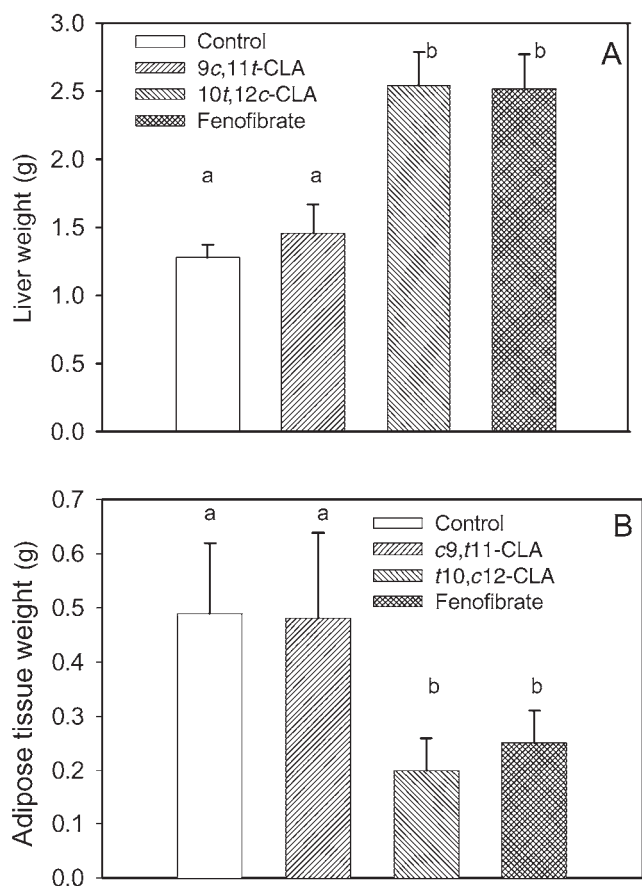 3.0
2.5
2.0
1.5
1.0
0.5
0.0
Liver weight (g)
Control
9c,11t-CLA
10t,12c-CLA
Fenofibrate
a
a
b
b
A
0.7
0.6
0.5
0.4
0.3
0.2
0.1
0.0
Adipose tissue weight (g)
a
a
Control
c9,t11-CLA
t10,c12-CLA
Fenofibrate
B
b
b